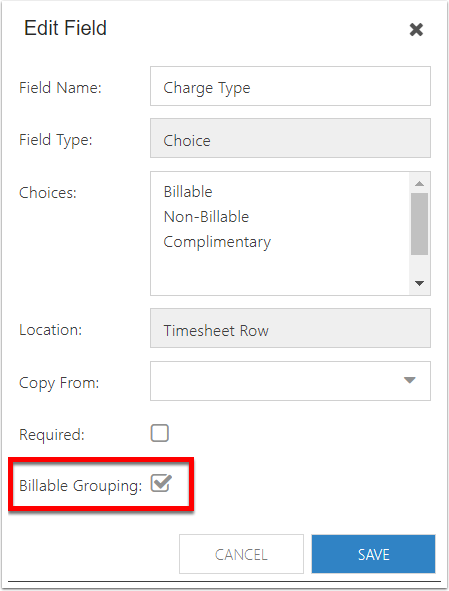 Edit Field
Field Name: Charge Type
Field Type: Choice
Choices: Billable
Non-Billable
Complimentary
Location: Timesheet Row
Copy From:
Required:
Billable Grouping:
CANCEL SAVE